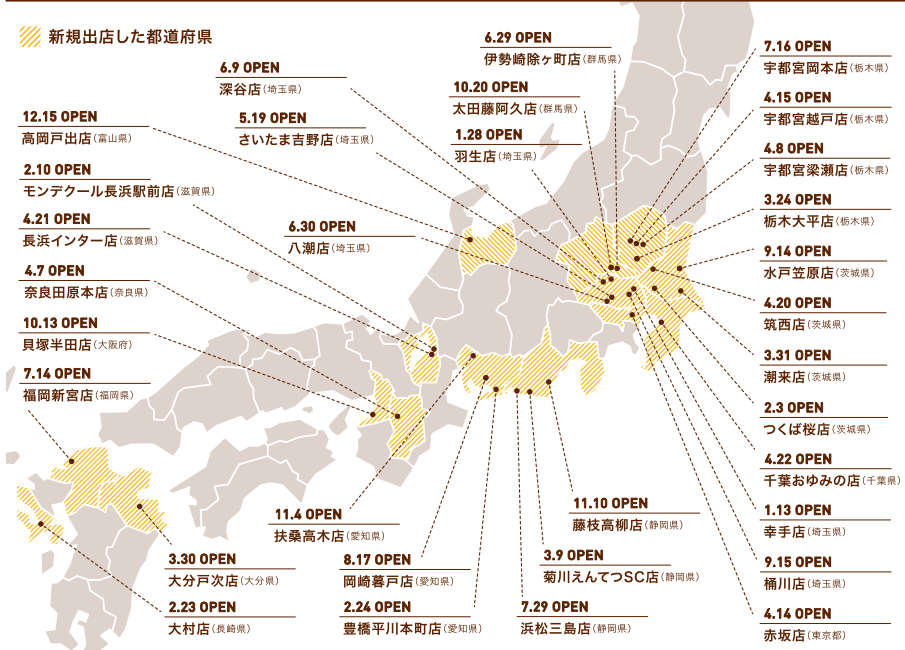 新規出店した都道府県
6.9 OPEN
深谷店(埼玉県)
5.19 OPEN
さいたま吉野店(埼玉県)
12.15 OPEN
高岡戸出店(富山県)
2.10 OPEN
モンデクール長浜駅前店(滋賀県)
4.21 OPEN
長浜インター店(滋賀県)
4.7 OPEN
奈良田原本店(奈良県)
10.13 OPEN
貝塚半田店(大阪府)
7.14 OPEN
福岡新宮店(福岡県)
6.29 OPEN
伊勢崎除ヶ町店(群馬県)
10.20 OPEN
太田藤阿久店(群馬県)
1.28 OPEN
羽生店(埼玉県)
6.30 OPEN
八潮店(埼玉県)
7.16 OPEN
宇都宮岡本店(栃木県)
4.15 OPEN
宇都宮越戸店(栃木県)
4.8 OPEN
宇都宮梁瀬店(栃木県)
3.24 OPEN
栃木大平店(栃木県)
9.14 OPEN
水戸笠原店(茨城県)
4.20 OPEN
筑西店(茨城県)
3.31 OPEN
潮来店(茨城県)
2.3 OPEN
つくば桜店(茨城県)
4.22 OPEN
千葉おゆみの店(千葉県)
1.13 OPEN
幸手店(埼玉県)
9.15 OPEN
桶川店(埼玉県)
4.14 OPEN
赤坂店(東京都)
11.4 OPEN
扶桑高木店(愛知県)
8.17 OPEN
岡崎暮戸店(愛知県)
2.24 OPEN
豊橋平川本町店(愛知県)
11.10 OPEN
藤枝高柳店(静岡県)
3.9 OPEN
菊川えんてつSC店(静岡県)
7.29 OPEN
浜松三島店(静岡県)
3.30 OPEN
大分戸次店(大分県)
2.23 OPEN
大村店(長崎県)